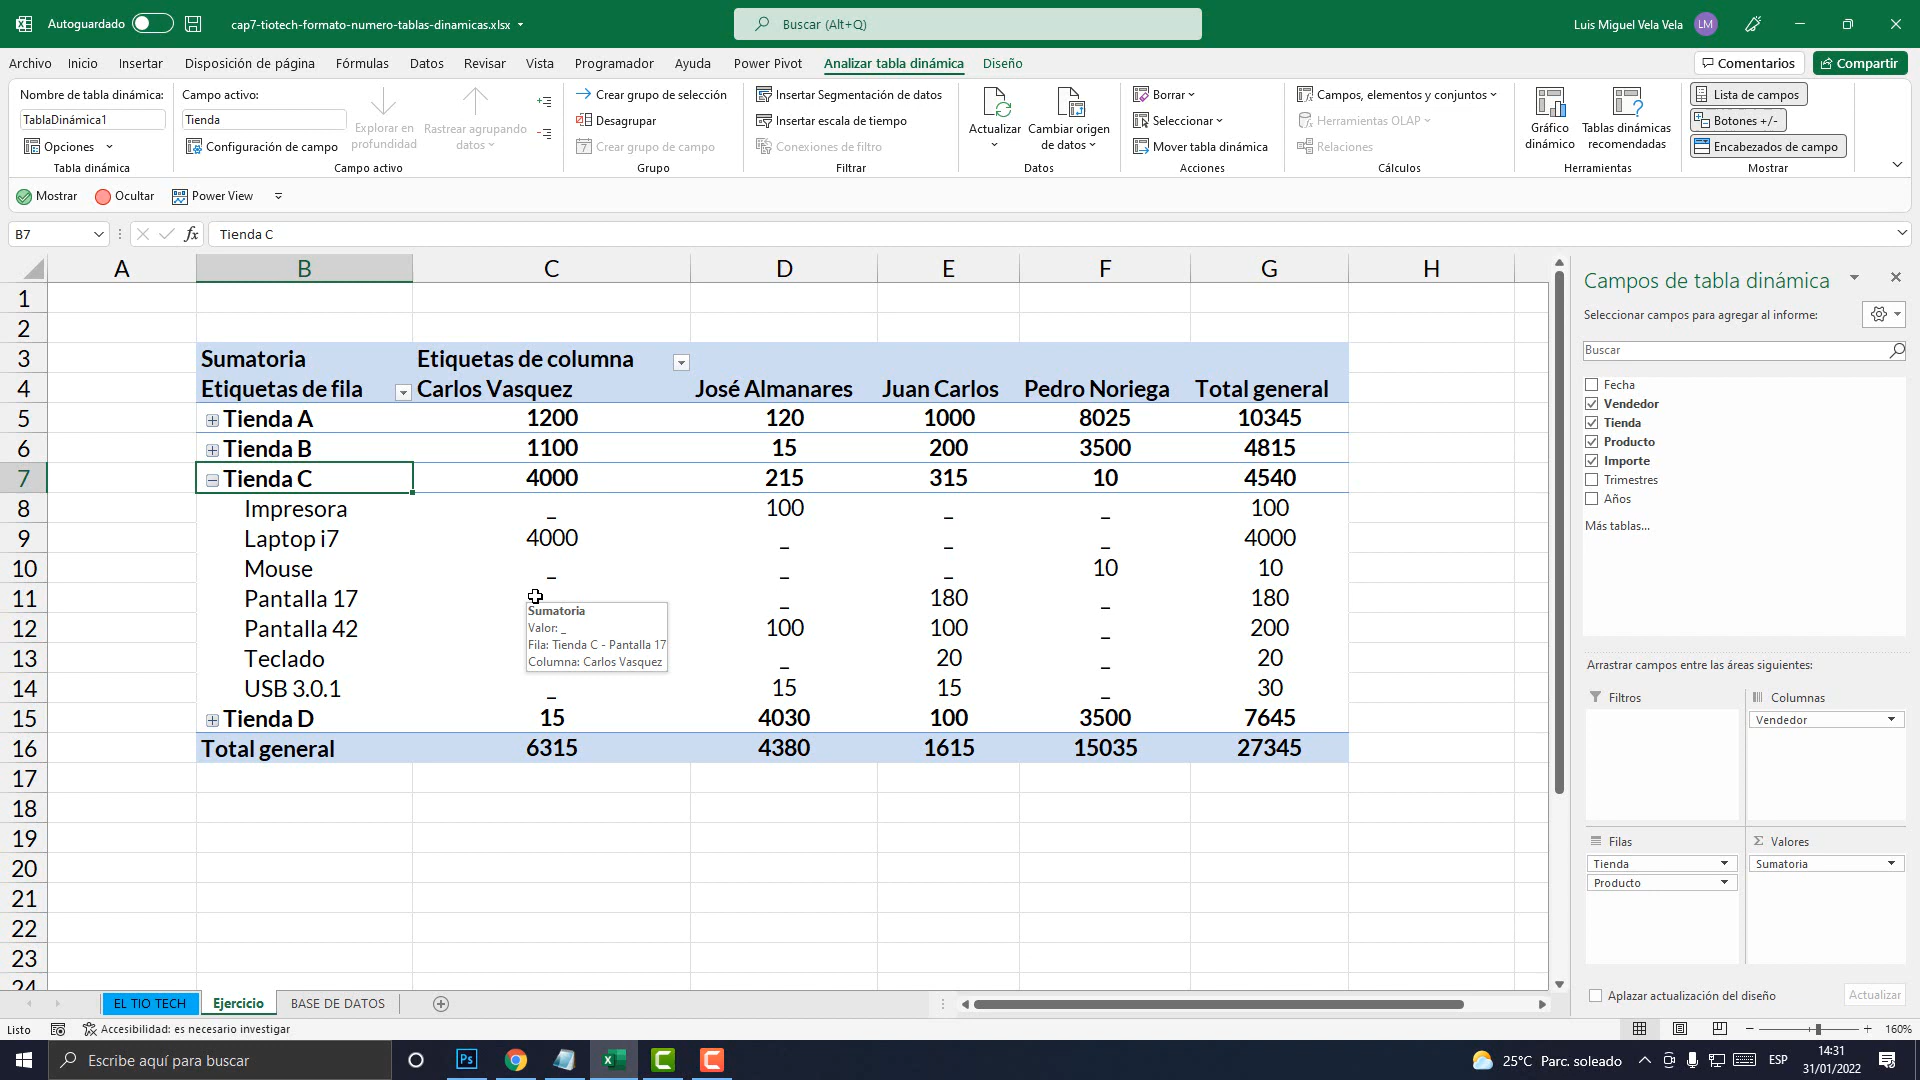 Autoguardado
cap7-tiotech-formato-numero-tablas-dinamicas.xlsx
Buscar (Alt+Q)
Luis Miguel Vela Vela LM
Archivo Inicio Insertar Disposición de página Fórmulas Datos Revisar Vista Programador Ayuda Power Pivot Analizar tabla dinámica Diseño Comentarios Compartir
Nombre de tabla dinámica:
TablaDinámica1
Opciones
Tabla dinámica
Campo activo:
Tienda
Configuración de campo
Explorar en profundidad
Rastrear agrupando datos
Campo activo
Crear grupo de selección
Desagrupar
Crear grupo de campo
Grupo
Insertar Segmentación de datos
Insertar escala de tiempo
Conexiones de filtro
Filtrar
Actualizar
Cambiar origen de datos
Datos
Borrar
Seleccionar
Mover tabla dinámica
Acciones
Campos, elementos y conjuntos
Herramientas OLAP
Relaciones
Cálculos
Gráfico dinámico
Tablas dinámicas recomendadas
Herramientas
Lista de campos
Botones +/-
Encabezados de campo
Mostrar
Mostrar Ocultar Power View
B7 fx Tienda C
A B C D E F G H
1
2
3 Sumatoria Etiquetas de columna
4 Etiquetas de fila Carlos Vasquez José Almanares Juan Carlos Pedro Noriega Total general
5 Tienda A 1200 120 1000 8025 10345
6 Tienda B 1100 15 200 3500 4815
7 Tienda C 4000 215 315 10 4540
8 Impresora _ 100 _ _ 100
9 Laptop i7 4000 _ _ _ 4000
10 Mouse _ _ _ 10 10
11 Pantalla 17 _ 180 _ 180
12 Pantalla 42 100 100 _ 200
13 Teclado _ 20 _ 20
14 USB 3.0.1 _ 15 15 _ 30
15 Tienda D 15 4030 100 3500 7645
16 Total general 6315 4380 1615 15035 27345
17
18
19
20
21
22
23
24
Sumatoria
Valor: _
Fila: Tienda C - Pantalla 17
Columna: Carlos Vasquez
Campos de tabla dinámica
Seleccionar campos para agregar al informe:
Buscar
Fecha
Vendedor
Tienda
Producto
Importe
Trimestres
Años
Más tablas...
Arrastrar campos entre las áreas siguientes:
Filtros
Columnas
Vendedor
Filas
Tienda
Producto
Σ Valores
Sumatoria
Aplazar actualización del diseño Actualizar
EL TIO TECH Ejercicio BASE DE DATOS
Listo Accesibilidad: es necesario investigar 160%
Escribe aquí para buscar
Ps
25°C Parc. soleado
ESP
14:31
31/01/2022